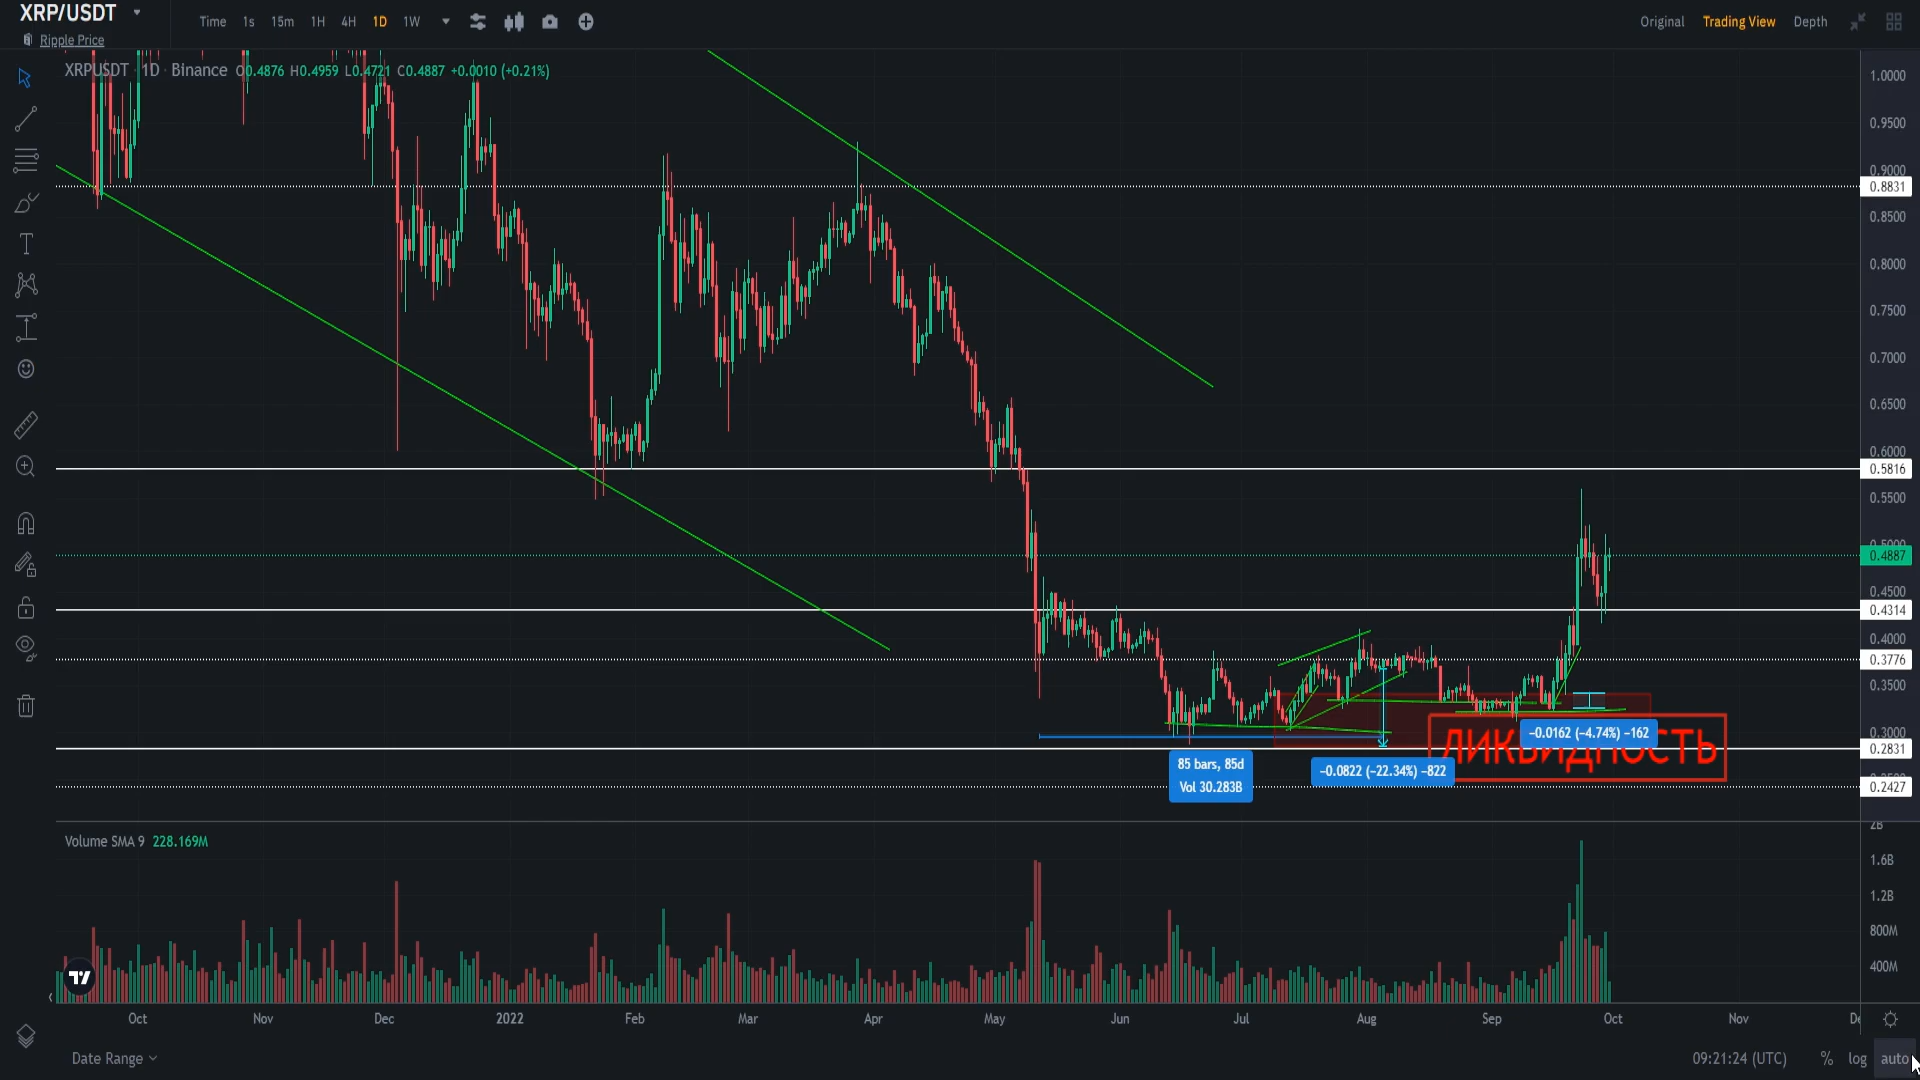 XRP/USDT
Ripple Price
Time 1s 15m 1H 4H 1D 1W
Original Trading View Depth
XRPUSDT · 1D · Binance O0.4876 H0.4959 L0.4721 C0.4887 +0.0010 (+0.21%)
1.0000
0.9500
0.9000
0.8831
0.8500
0.8000
0.7500
0.7000
0.6500
0.6000
0.5816
0.5500
0.5000
0.4887
0.4500
0.4314
0.4000
0.3776
0.3500
0.3000
0.2831
0.2427
ЛИКВИДНОСТЬ
-0.0162 (-4.74%) -162
85 bars, 85d
Vol 30.283B
-0.0822 (-22.34%) -822
Volume SMA 9 228.169M
2B
1.6B
1.2B
800M
400M
Oct Nov Dec 2022 Feb Mar Apr May Jun Jul Aug Sep Oct Nov
Date Range
09:21:24 (UTC) % log auto